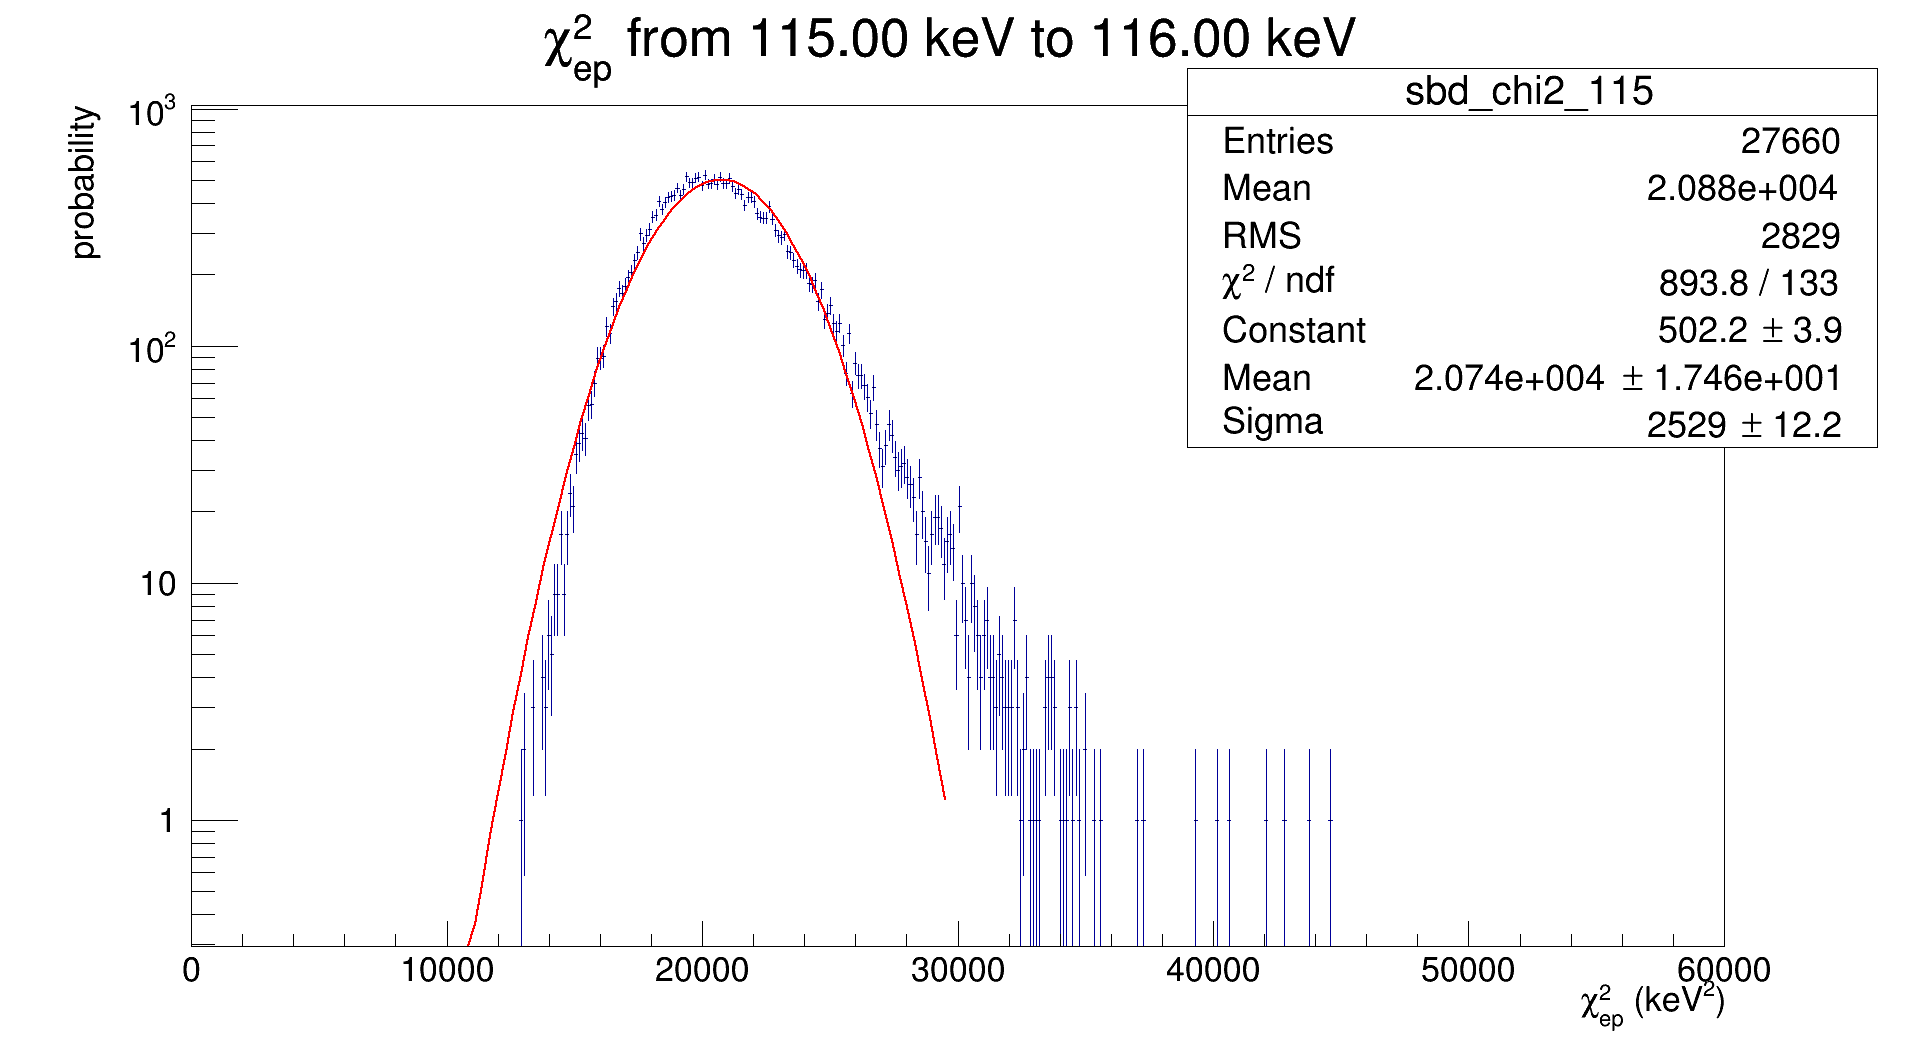 χ²ep from 115.00 keV to 116.00 keV
sbd_chi2_115
Entries 27660
Mean 2.088e+004
RMS 2829
χ² / ndf 893.8 / 133
Constant 502.2 ± 3.9
Mean 2.074e+004 ± 1.746e+001
Sigma 2529 ± 12.2
probability
10³
10²
10
1
0 10000 20000 30000 40000 50000 60000
χ²ep (keV²)